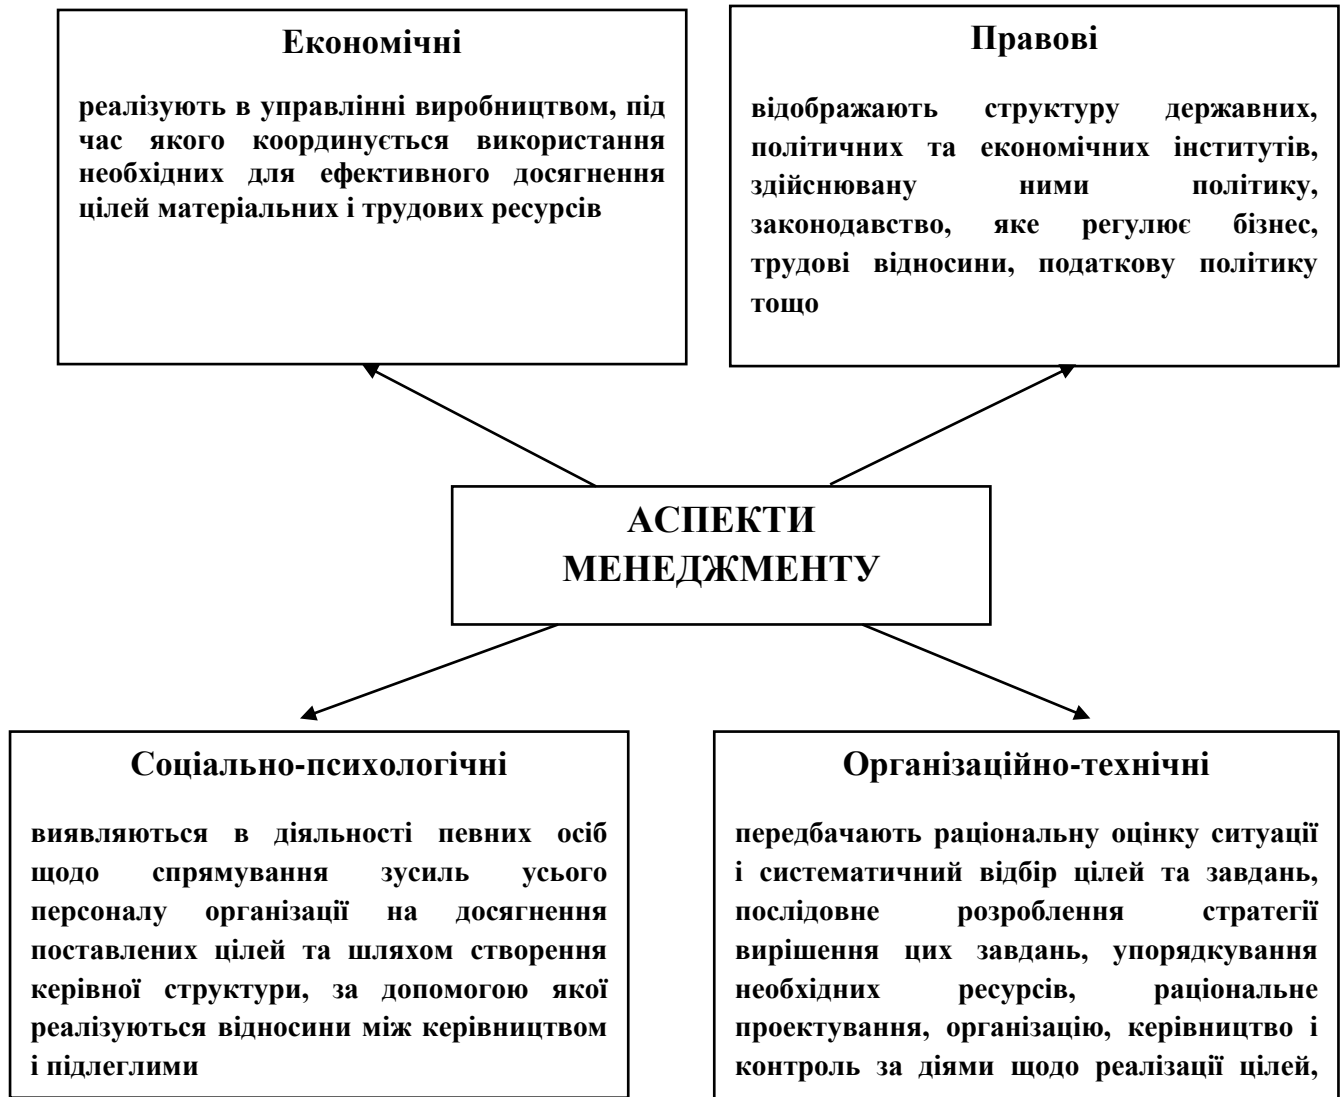 Економічні
реалізують в управлінні виробництвом, під
час якого координується використання
необхідних для ефективного досягнення
цілей матеріальних і трудових ресурсів
Правові
відображають структуру державних,
політичних та економічних інститутів,
здійснювану ними політику,
законодавство, яке регулює бізнес,
трудові відносини, податкову політику
тощо
АСПЕКТИ
МЕНЕДЖМЕНТУ
Соціально-психологічні
виявляються в діяльності певних осіб
щодо спрямування зусиль усього
персоналу організації на досягнення
поставлених цілей та шляхом створення
керівної структури, за допомогою якої
реалізуються відносини між керівництвом
і підлеглими
Організаційно-технічні
передбачають раціональну оцінку ситуації
і систематичний відбір цілей та завдань,
послідовне розроблення стратегії
вирішення цих завдань, упорядкування
необхідних ресурсів, раціональне
проектування, організацію, керівництво і
контроль за діями щодо реалізації цілей,